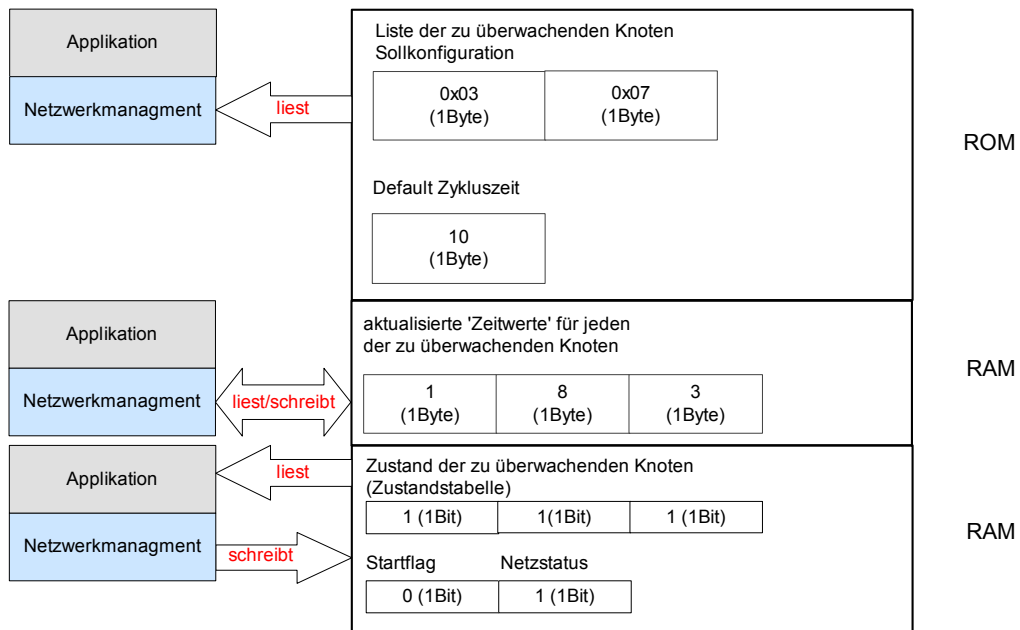 Applikation
Netzwerkmanagment
liest
Liste der zu überwachenden Knoten
Sollkonfiguration
0x03
(1Byte)
0x07
(1Byte)
Default Zykluszeit
10
(1Byte)
ROM
Applikation
Netzwerkmanagment
liest/schreibt
aktualisierte 'Zeitwerte' für jeden
der zu überwachenden Knoten
1
(1Byte)
8
(1Byte)
3
(1Byte)
RAM
Applikation
Netzwerkmanagment
liest
schreibt
Zustand der zu überwachenden Knoten
(Zustandstabelle)
1 (1Bit)
1(1Bit)
1 (1Bit)
Startflag
Netzstatus
0 (1Bit)
1 (1Bit)
RAM